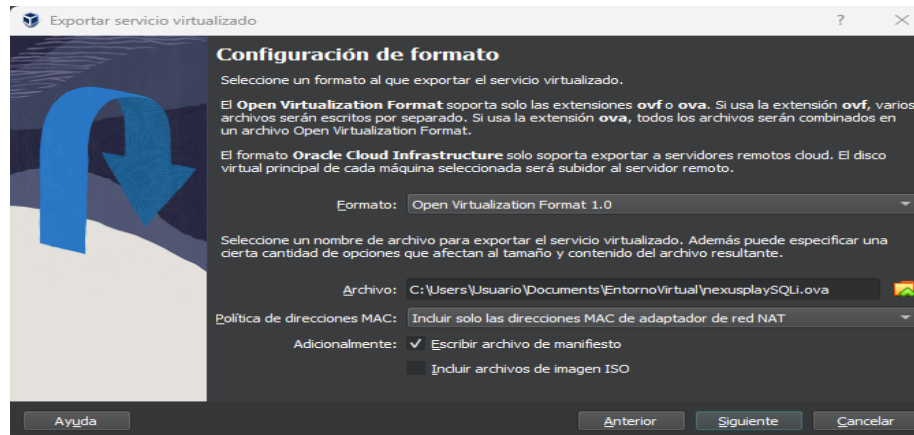 Exportar servicio virtualizado
? ×
Configuración de formato
Seleccione un formato al que exportar el servicio virtualizado.
El Open Virtualization Format soporta solo las extensiones ovf o ova. Si usa la extensión ovf, varios
archivos serán escritos por separado. Si usa la extensión ova, todos los archivos serán combinados en
un archivo Open Virtualization Format.
El formato Oracle Cloud Infrastructure solo soporta exportar a servidores remotos cloud. El disco
virtual principal de cada máquina seleccionada será subidor al servidor remoto.
Formato: Open Virtualization Format 1.0
Seleccione un nombre de archivo para exportar el servicio virtualizado. Además puede especificar una
cierta cantidad de opciones que afectan al tamaño y contenido del archivo resultante.
Archivo: C:\Users\Usuario\Documents\EntornoVirtual\nexusplaySQLi.ova
Política de direcciones MAC: Incluir solo las direcciones MAC de adaptador de red NAT
Adicionalmente: ✓ Escribir archivo de manifiesto
Incluir archivos de imagen ISO
Ayuda Anterior Siguiente Cancelar